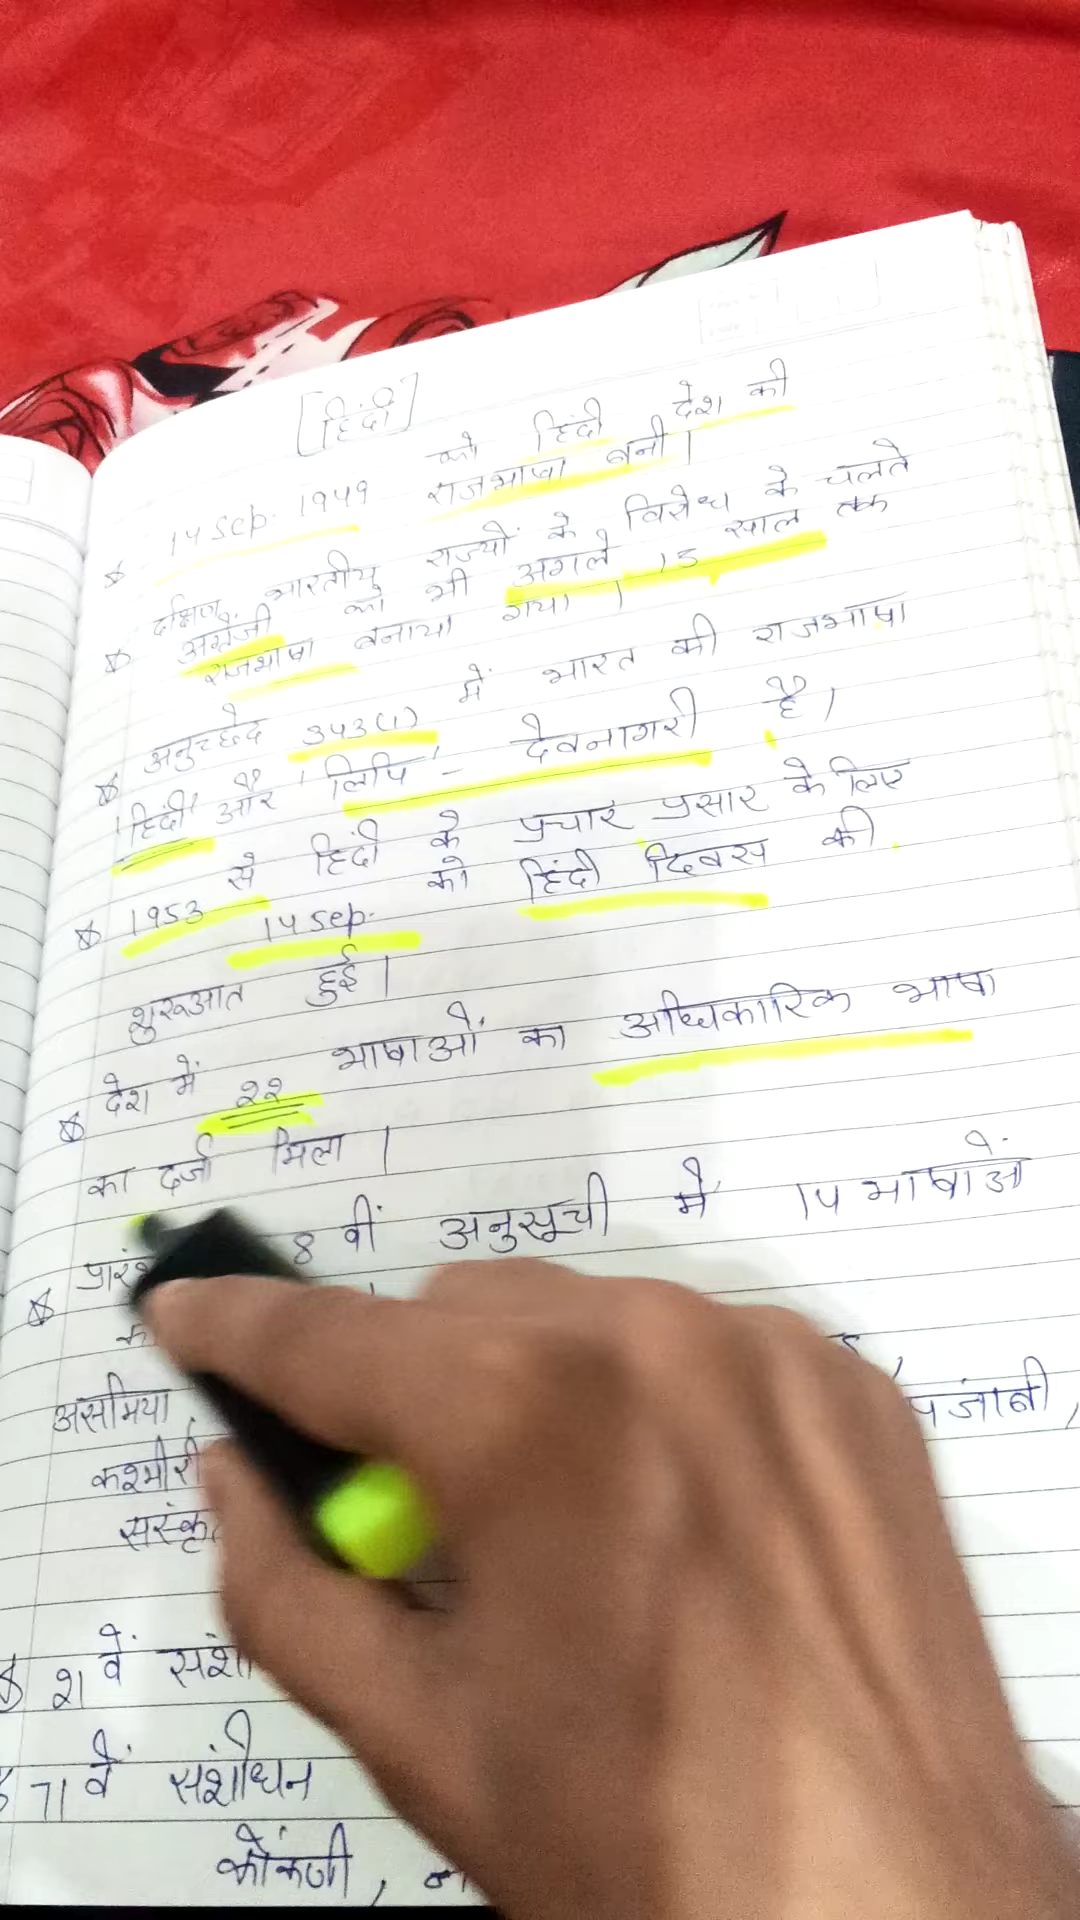 [हिंदी]
14 sep. 1949 को हिंदी देश की
राजभाषा बनी।
दक्षिण भारतीय राज्यों के विरोध के चलते
अंग्रेजी को भी अगले 15 साल तक
राजभाषा बनाया गया।
अनुच्छेद 343(1) में भारत की राजभाषा
'हिंदी' और 'लिपि' - देवनागरी है।
1953 से हिंदी के प्रचार प्रसार के लिए
14 sep. को हिंदी दिवस की
शुरूआत हुई।
देश में 22 भाषाओं का अधिकारिक भाषा
का दर्जा मिला।
8 वीं अनुसूची में 14 भाषाओं
असमिया, पंजाबी,
कश्मीरी
21 वें
71 वें संशोधन
कोंकणी,